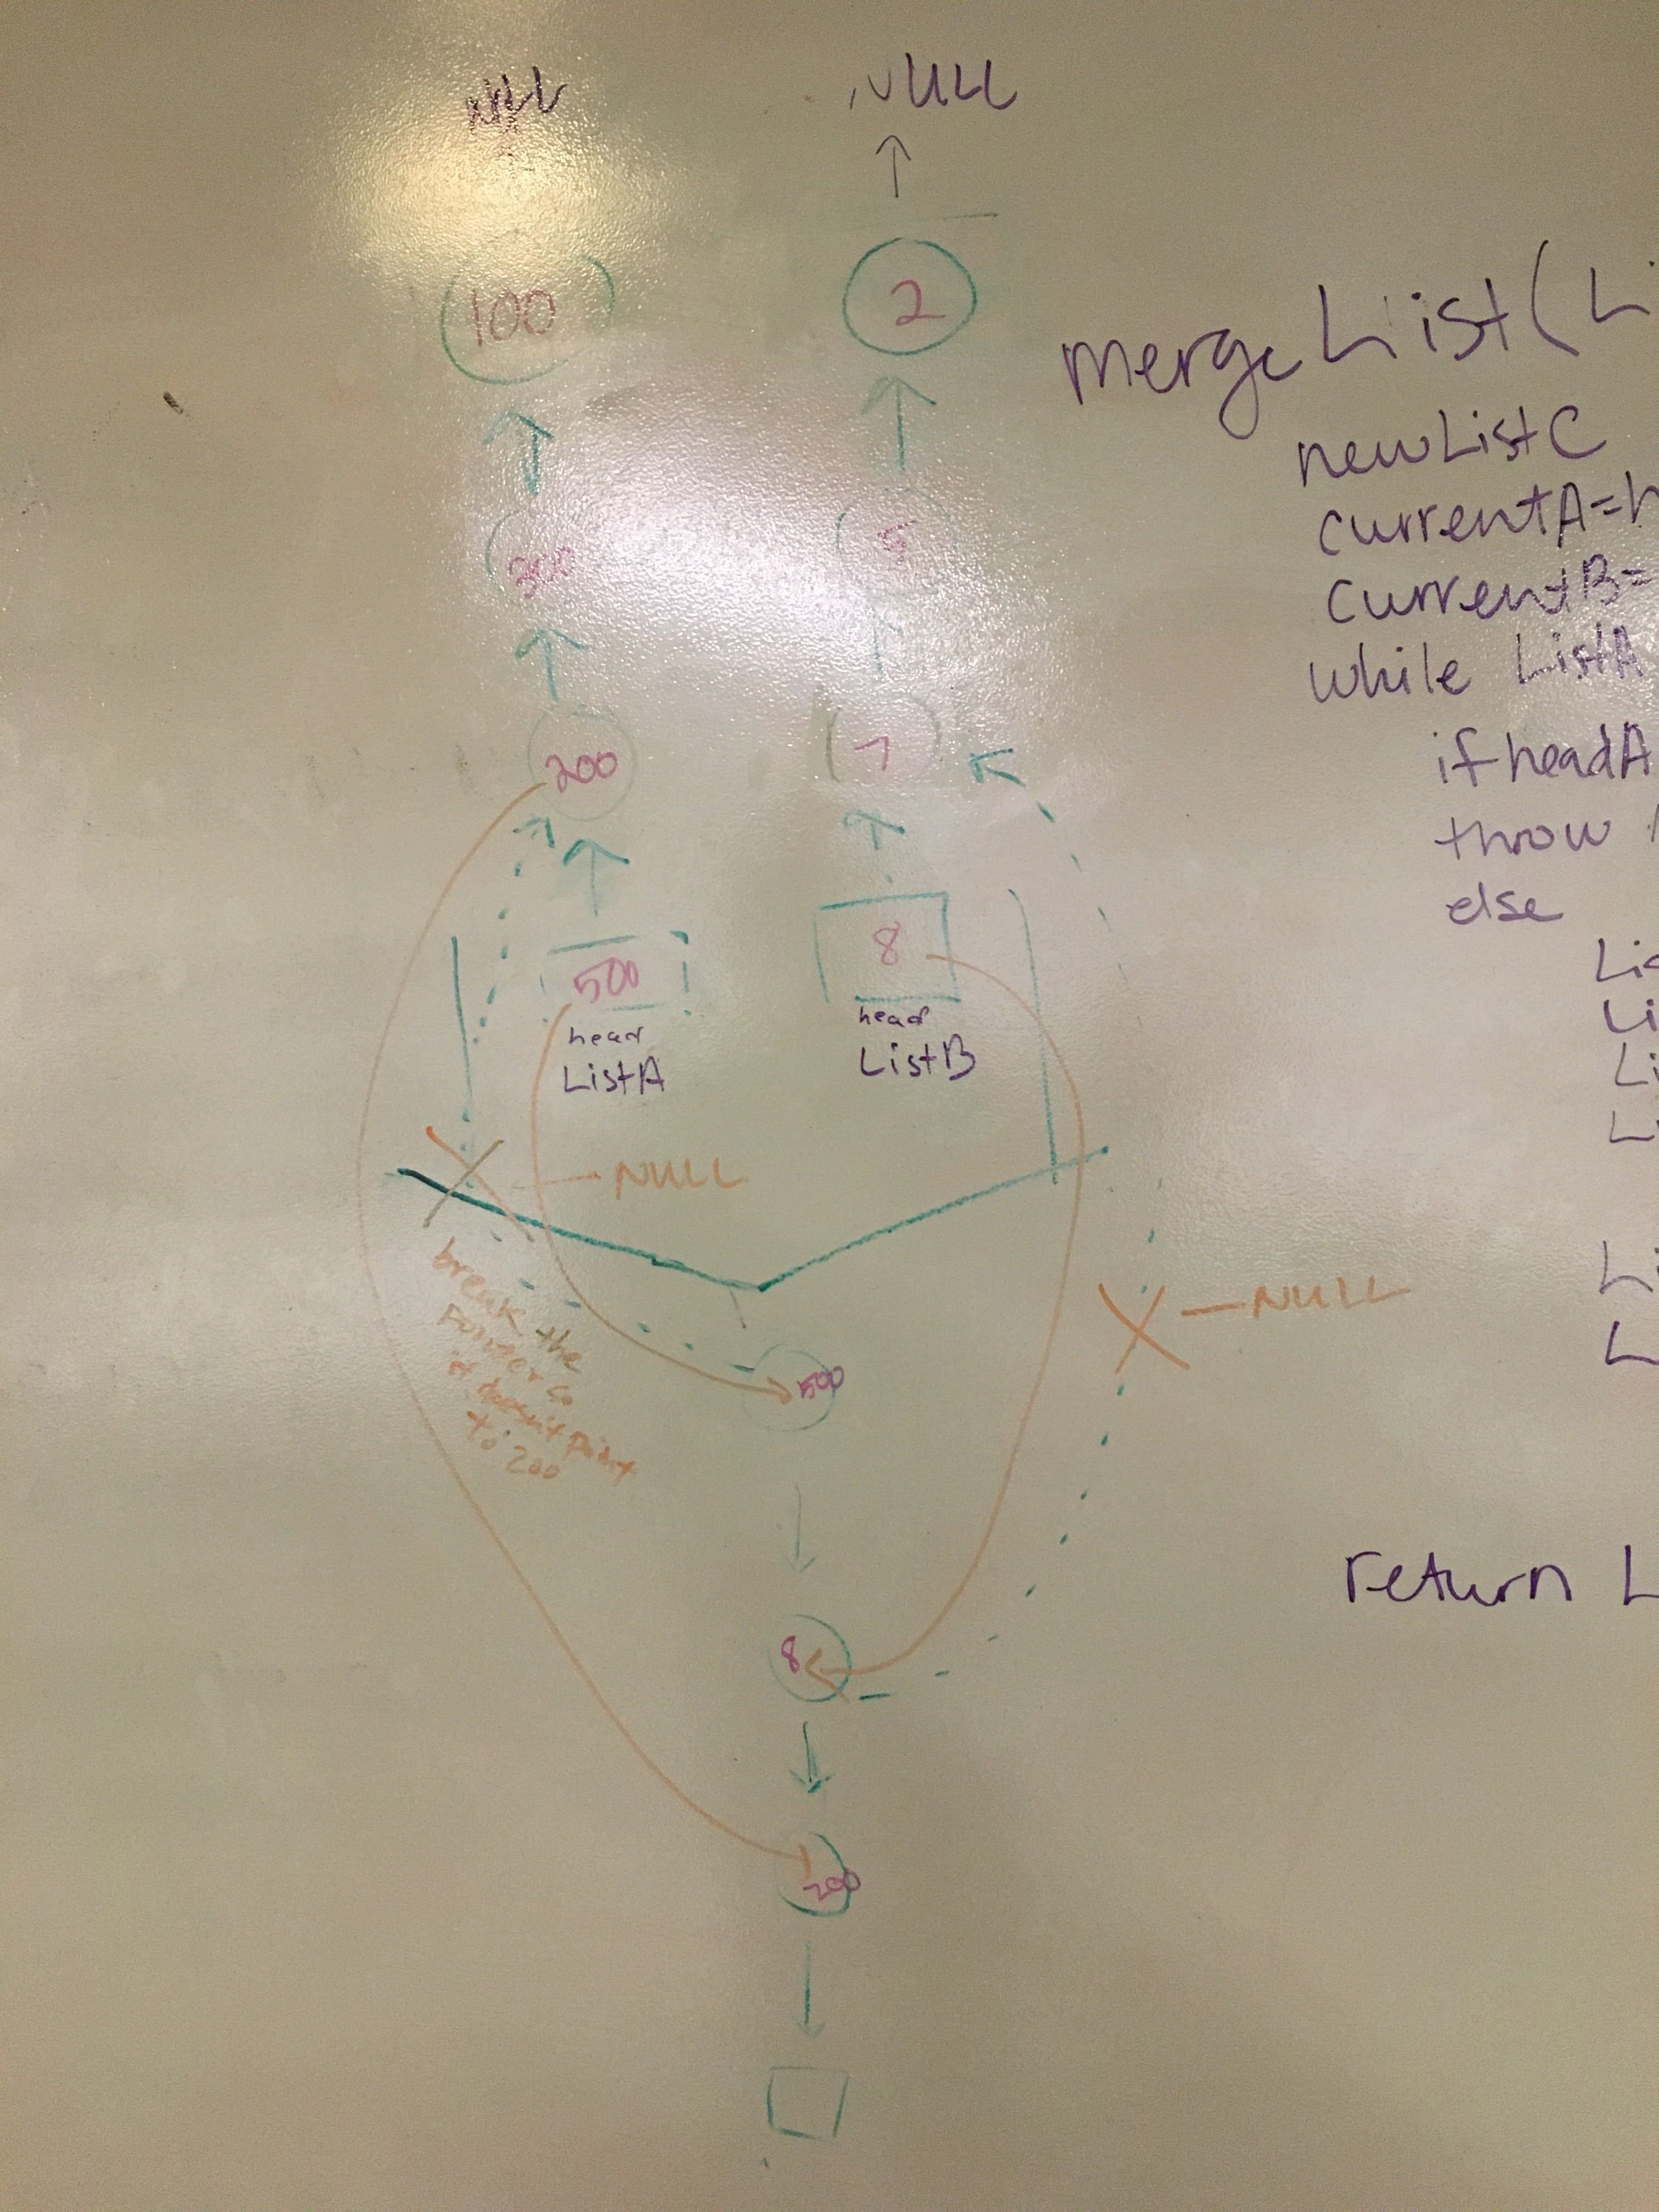 NULL
NULL
100
2
300
5
200
7
500
8
head
ListA
head
ListB
NULL
NULL
break the
pointer so
it doesn't point
to 200
500
8
200
mergeList(Li
newListC
currentA=h
currentB=
while ListA
if headA
throw
else
Lis
Li
Li
Li
Li
L
return L